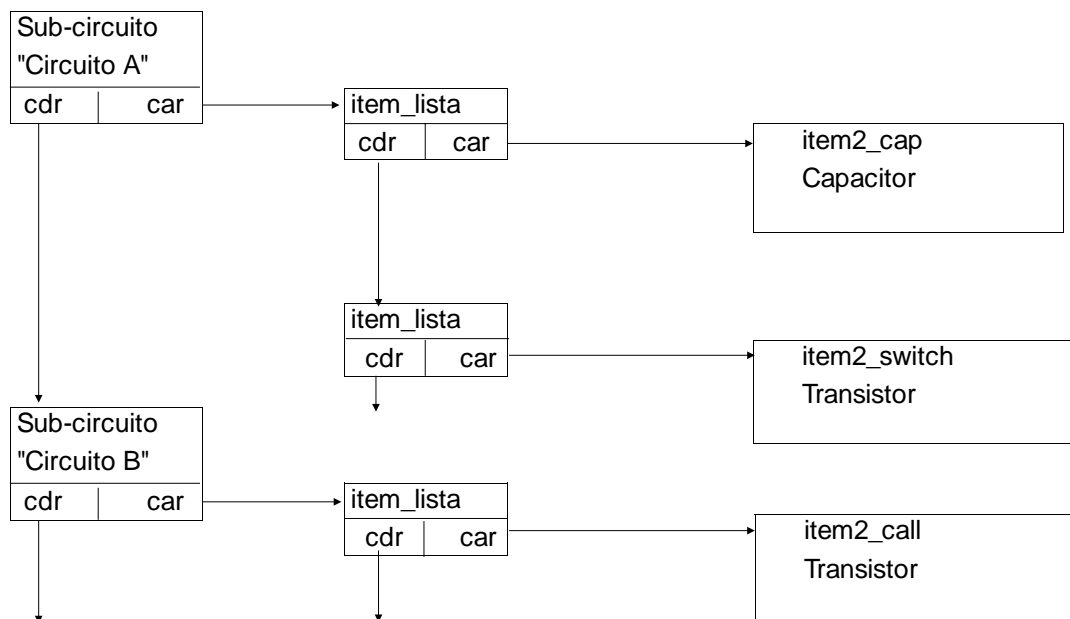 Sub-circuito
"Circuito A"
cdr car
item_lista
cdr car
item2_cap
Capacitor
item_lista
cdr car
item2_switch
Transistor
Sub-circuito
"Circuito B"
cdr car
item_lista
cdr car
item2_call
Transistor